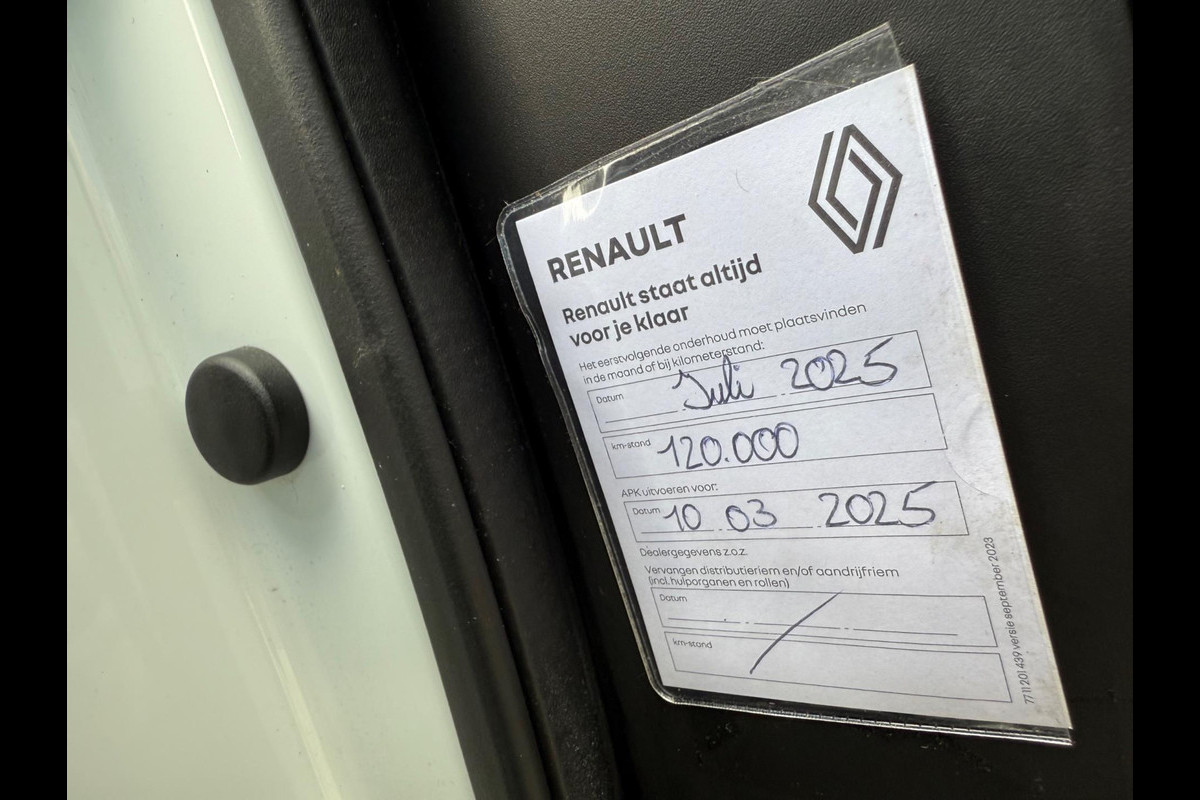 RENAULT
Renault staat altijd
voor je klaar
Het eerstvolgende onderhoud moet plaatsvinden
in de maand of bij kilometerstand:
Datum Juli 2025
km-stand 120.000
APK uitvoeren voor:
Datum 10 03 2025
Dealergegevens z.o.z.
Vervangen distributieriem en/of aandrijfriem
(incl. hulporganen en rollen)
Datum
km-stand
77 11 201 439 versie september 2023